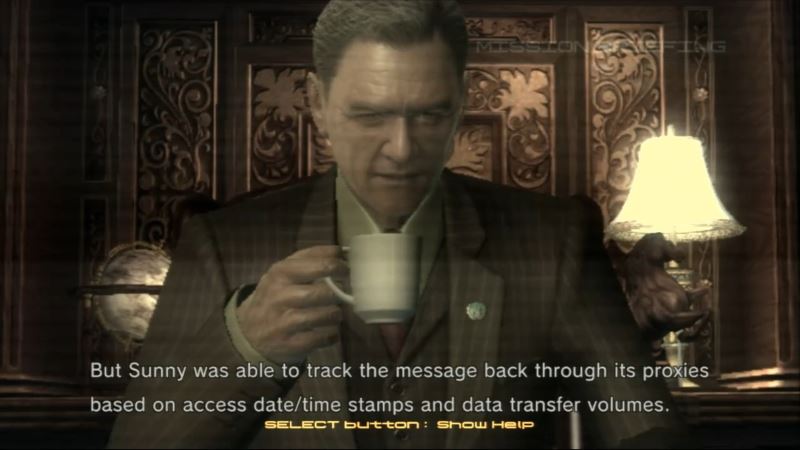 MISSION BRIEFING
But Sunny was able to track the message back through its proxies
based on access date/time stamps and data transfer volumes.
SELECT button : Show Help